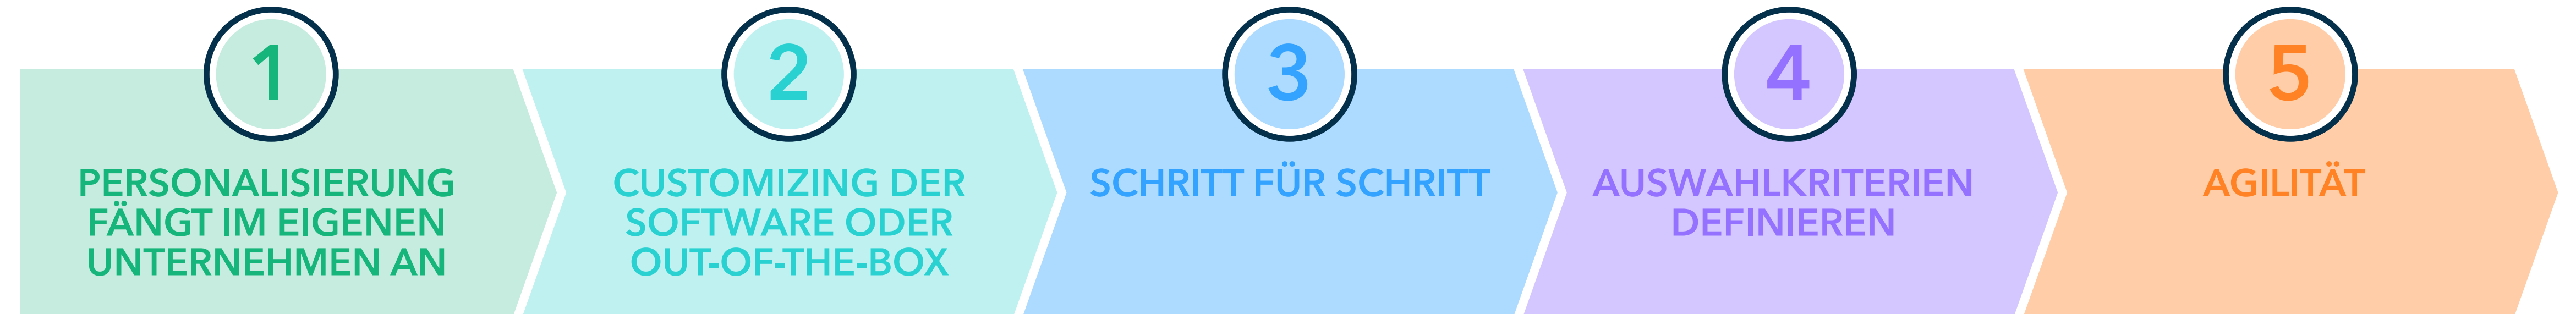 1
PERSONALISIERUNG
FÄNGT IM EIGENEN
UNTERNEHMEN AN
2
CUSTOMIZING DER
SOFTWARE ODER
OUT-OF-THE-BOX
3
SCHRITT FÜR SCHRITT
4
AUSWAHLKRITERIEN
DEFINIEREN
5
AGILITÄT